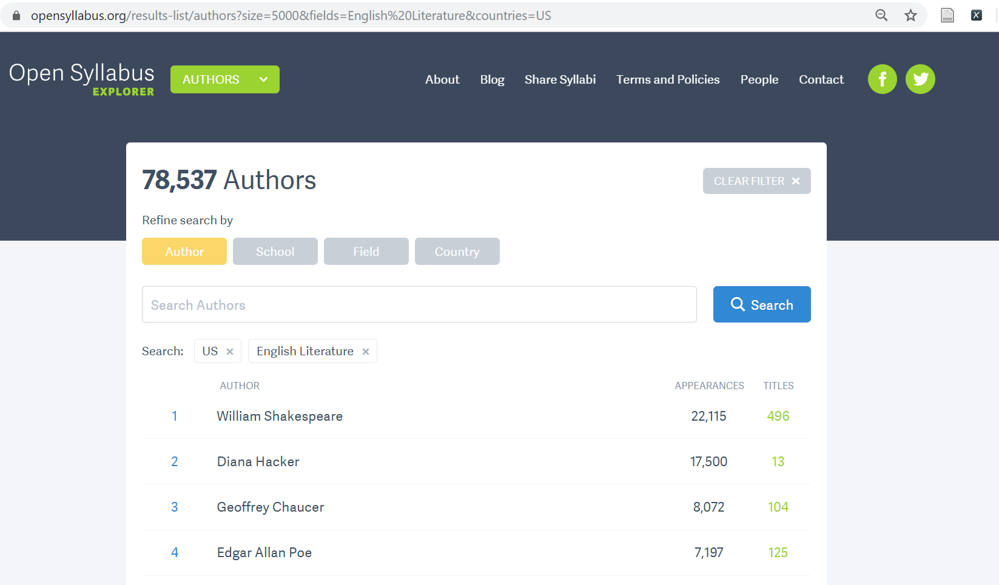 opensyllabus.org/results-list/authors?size=5000&fields=English%20Literature&countries=US
Open Syllabus
EXPLORER
AUTHORS
About Blog Share Syllabi Terms and Policies People Contact
78,537 Authors
CLEAR FILTER
Refine search by
Author School Field Country
Search Authors
Search
Search: US English Literature
AUTHOR APPEARANCES TITLES
1 William Shakespeare 22,115 496
2 Diana Hacker 17,500 13
3 Geoffrey Chaucer 8,072 104
4 Edgar Allan Poe 7,197 125